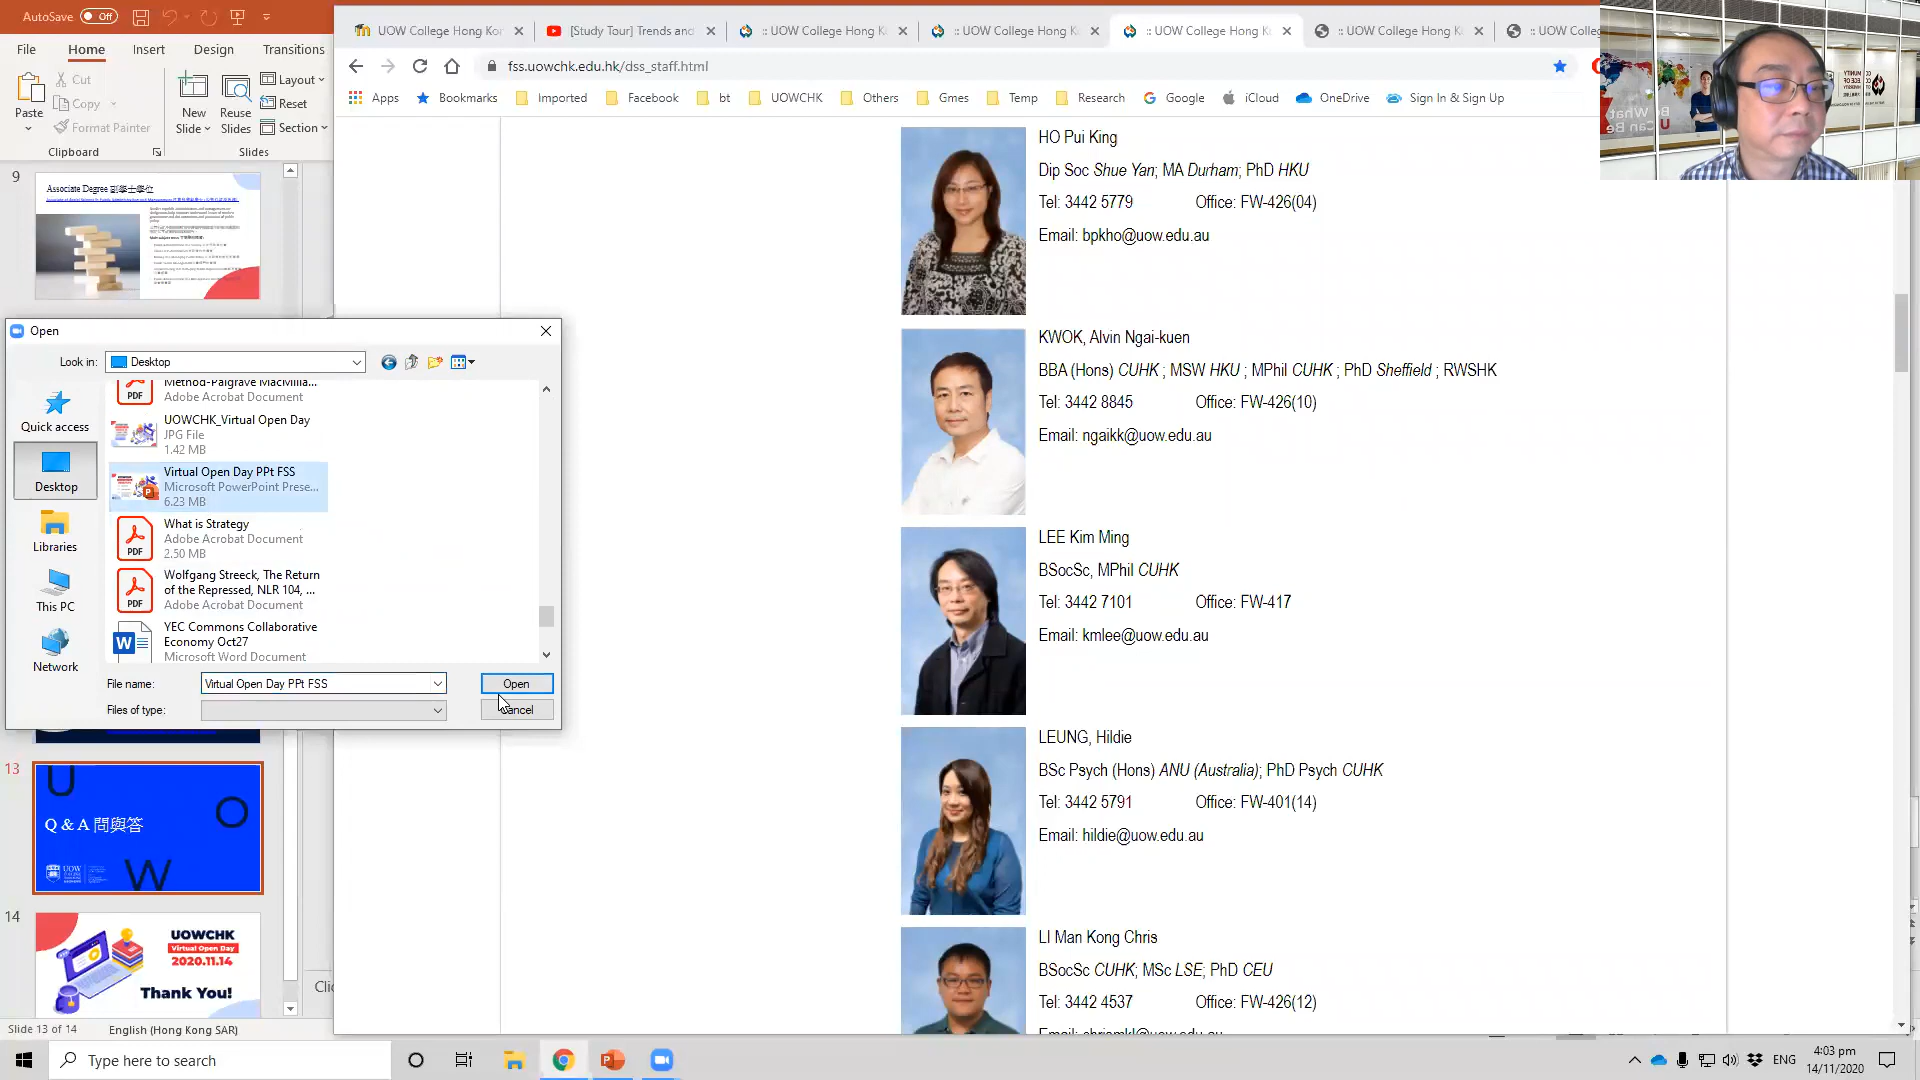 AutoSave Off
File Home Insert Design Transitions
Paste
Cut
Copy
Format Painter
Clipboard
New Slide
Reuse Slides
Layout
Reset
Section
Slides
9
Associate Degree 副學士學位
UOW College Hong Kor
[Study Tour] Trends and
:: UOW College Hong K
:: UOW College Hong K
:: UOW College Hong K
:: UOW College Hong K
:: UOW Colle
fss.uowchk.edu.hk/dss_staff.html
Apps Bookmarks Imported Facebook bt UOWCHK Others Gmes Temp Research Google iCloud OneDrive Sign In & Sign Up
HO Pui King
Dip Soc Shue Yan; MA Durham; PhD HKU
Tel: 3442 5779 Office: FW-426(04)
Email: bpkho@uow.edu.au
KWOK, Alvin Ngai-kuen
BBA (Hons) CUHK ; MSW HKU ; MPhil CUHK ; PhD Sheffield ; RWSHK
Tel: 3442 8845 Office: FW-426(10)
Email: ngaikk@uow.edu.au
LEE Kim Ming
BSocSc, MPhil CUHK
Tel: 3442 7101 Office: FW-417
Email: kmlee@uow.edu.au
LEUNG, Hildie
BSc Psych (Hons) ANU (Australia); PhD Psych CUHK
Tel: 3442 5791 Office: FW-401(14)
Email: hildie@uow.edu.au
LI Man Kong Chris
BSocSc CUHK; MSc LSE; PhD CEU
Tel: 3442 4537 Office: FW-426(12)
Open
Look in: Desktop
Quick access
Desktop
Libraries
This PC
Network
Method-Palgrave MacMilla...
Adobe Acrobat Document
UOWCHK_Virtual Open Day
JPG File
1.42 MB
Virtual Open Day PPt FSS
Microsoft PowerPoint Prese...
6.23 MB
What is Strategy
Adobe Acrobat Document
2.50 MB
Wolfgang Streeck, The Return
of the Repressed, NLR 104, ...
Adobe Acrobat Document
YEC Commons Collaborative
Economy Oct27
Microsoft Word Document
File name: Virtual Open Day PPt FSS Open
Files of type: Cancel
13
U O W
Q & A 問與答
UOW
14
UOWCHK
Virtual Open Day
2020.11.14
Thank You!
Clic
Slide 13 of 14 English (Hong Kong SAR)
Type here to search
ENG
4:03 pm
14/11/2020